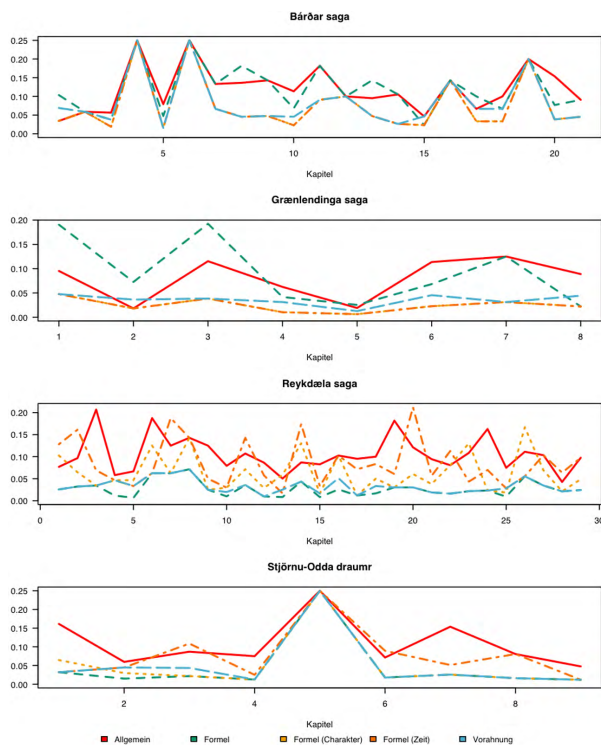 Bárðar saga
0.25
0.20
0.15
0.10
0.05
0.00
5 10 15 20
Kapitel
Grænlendinga saga
0.20
0.15
0.10
0.05
0.00
1 2 3 4 5 6 7 8
Kapitel
Reykdæla saga
0.20
0.15
0.10
0.05
0.00
0 5 10 15 20 25 30
Kapitel
Stjörnu-Odda draumr
0.25
0.20
0.15
0.10
0.05
0.00
2 4 6 8
Kapitel
Allgemein Formel Formel (Charakter) Formel (Zeit) Vorahnung